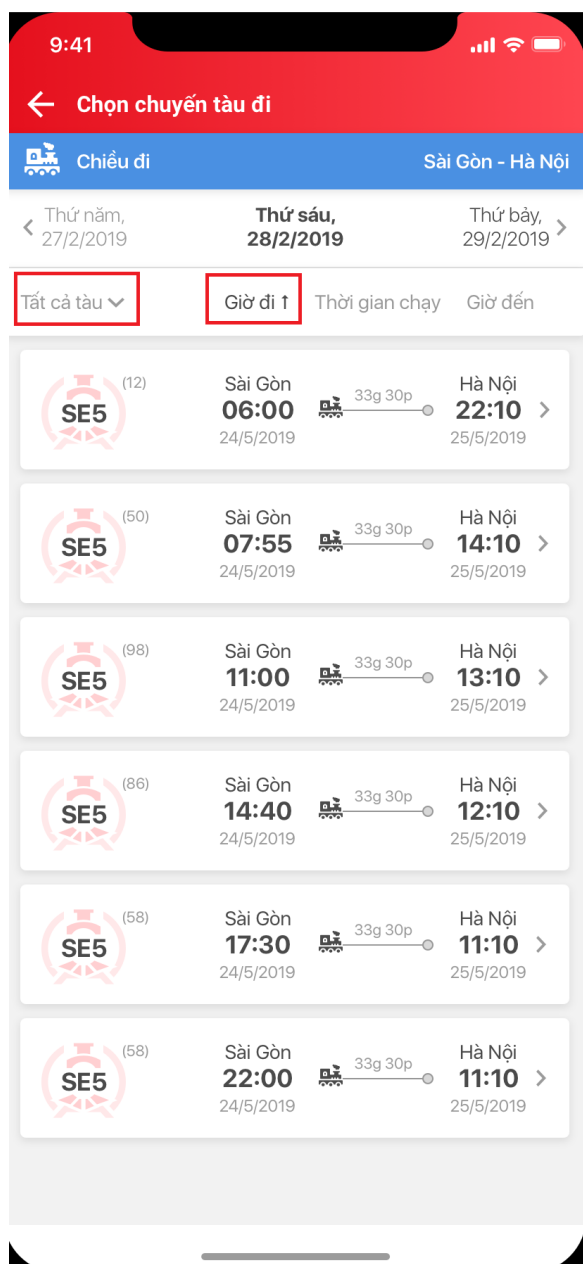 9:41
Chọn chuyến tàu đi
Chiều đi Sài Gòn - Hà Nội
Thứ năm, Thứ sáu, Thứ bảy,
27/2/2019 28/2/2019 29/2/2019
Tất cả tàu Giờ đi ↑ Thời gian chạy Giờ đến
(12) Sài Gòn Hà Nội
SE5 06:00 33g 30p 22:10
24/5/2019 25/5/2019
(50) Sài Gòn Hà Nội
SE5 07:55 33g 30p 14:10
24/5/2019 25/5/2019
(98) Sài Gòn Hà Nội
SE5 11:00 33g 30p 13:10
24/5/2019 25/5/2019
(86) Sài Gòn Hà Nội
SE5 14:40 33g 30p 12:10
24/5/2019 25/5/2019
(58) Sài Gòn Hà Nội
SE5 17:30 33g 30p 11:10
24/5/2019 25/5/2019
(58) Sài Gòn Hà Nội
SE5 22:00 33g 30p 11:10
24/5/2019 25/5/2019